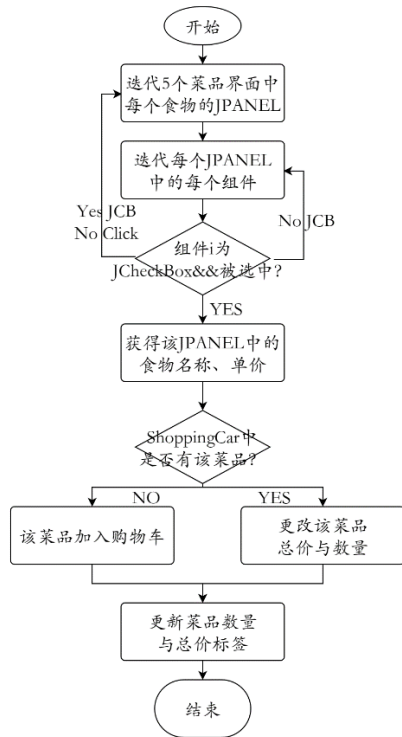 开始
迭代5个菜品界面中
每个食物的JPANEL
迭代每个JPANEL
中的每个组件
Yes JCB
No Click
No JCB
组件i为
JCheckBox&&被选中?
YES
获得该JPANEL中的
食物名称、单价
ShoppingCar中
是否有该菜品?
NO
YES
该菜品加入购物车
更改该菜品
总价与数量
更新菜品数量
与总价标签
结束